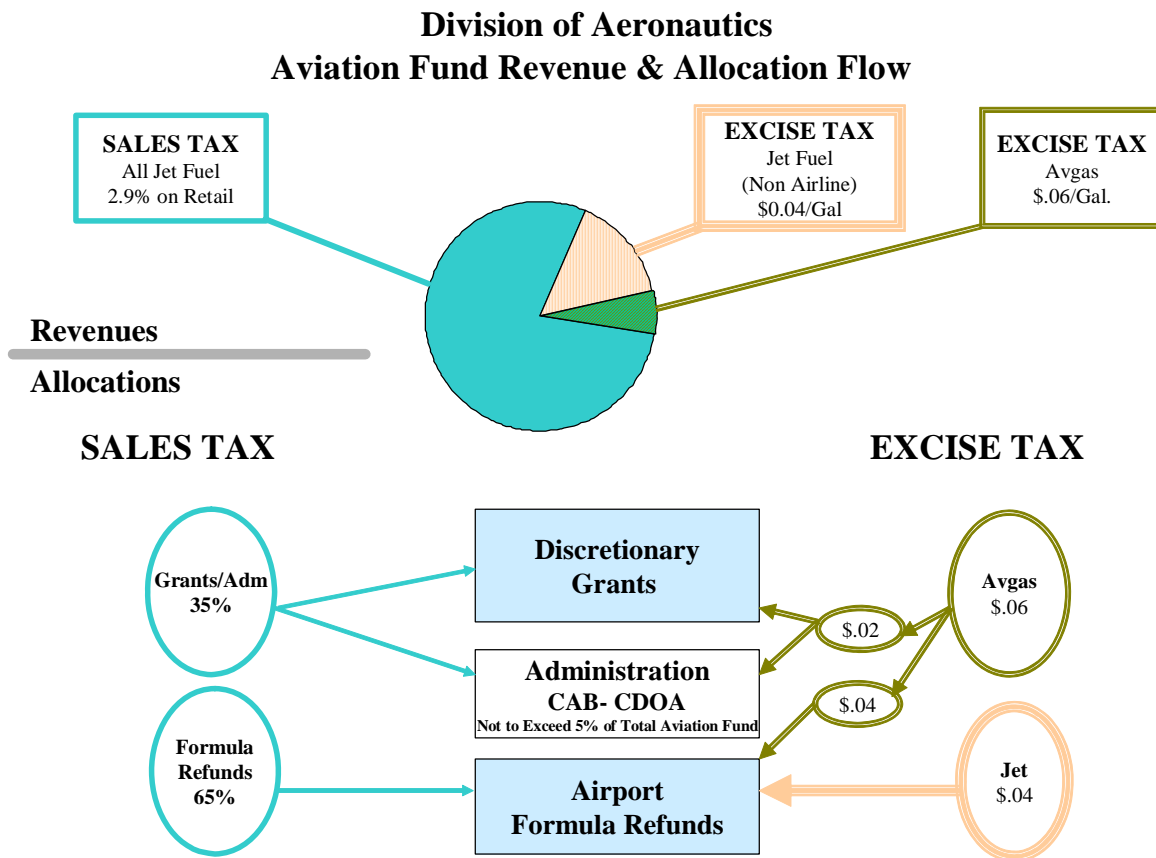 Division of Aeronautics
Aviation Fund Revenue & Allocation Flow
SALES TAX
All Jet Fuel
2.9% on Retail
EXCISE TAX
Jet Fuel
(Non Airline)
$0.04/Gal
EXCISE TAX
Avgas
$.06/Gal.
Revenues
Allocations
SALES TAX
EXCISE TAX
Grants/Adm
35%
Discretionary
Grants
Avgas
$.06
$.02
Administration
CAB- CDOA
Not to Exceed 5% of Total Aviation Fund
$.04
Formula
Refunds
65%
Airport
Formula Refunds
Jet
$.04